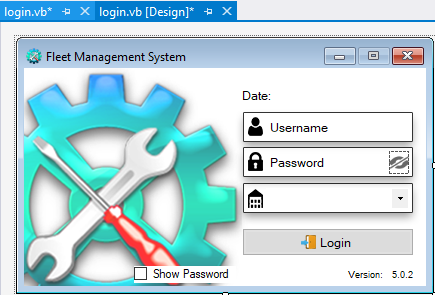 login.vb*
login.vb [Design]*
Fleet Management System
Date:
Username
Password
Login
Show Password
Version: 5.0.2